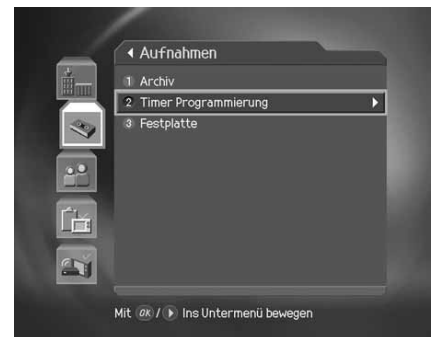 Aufnahmen
1 Archiv
2 Timer Programmierung
3 Festplatte
Mit OK / Ins Untermenü bewegen